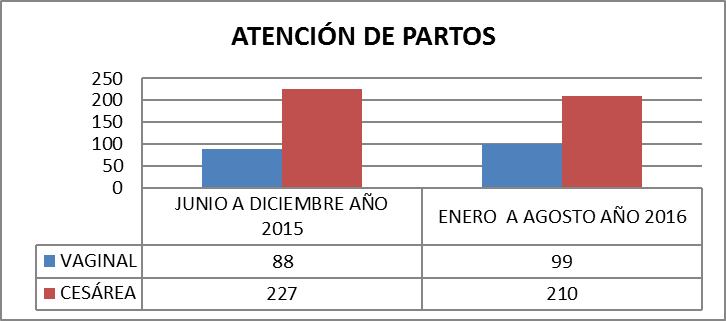 ATENCIÓN DE PARTOS
250
200
150
100
50
0
JUNIO A DICIEMBRE AÑO
2015
ENERO  A AGOSTO AÑO 2016
VAGINAL 88 99
CESÁREA 227 210